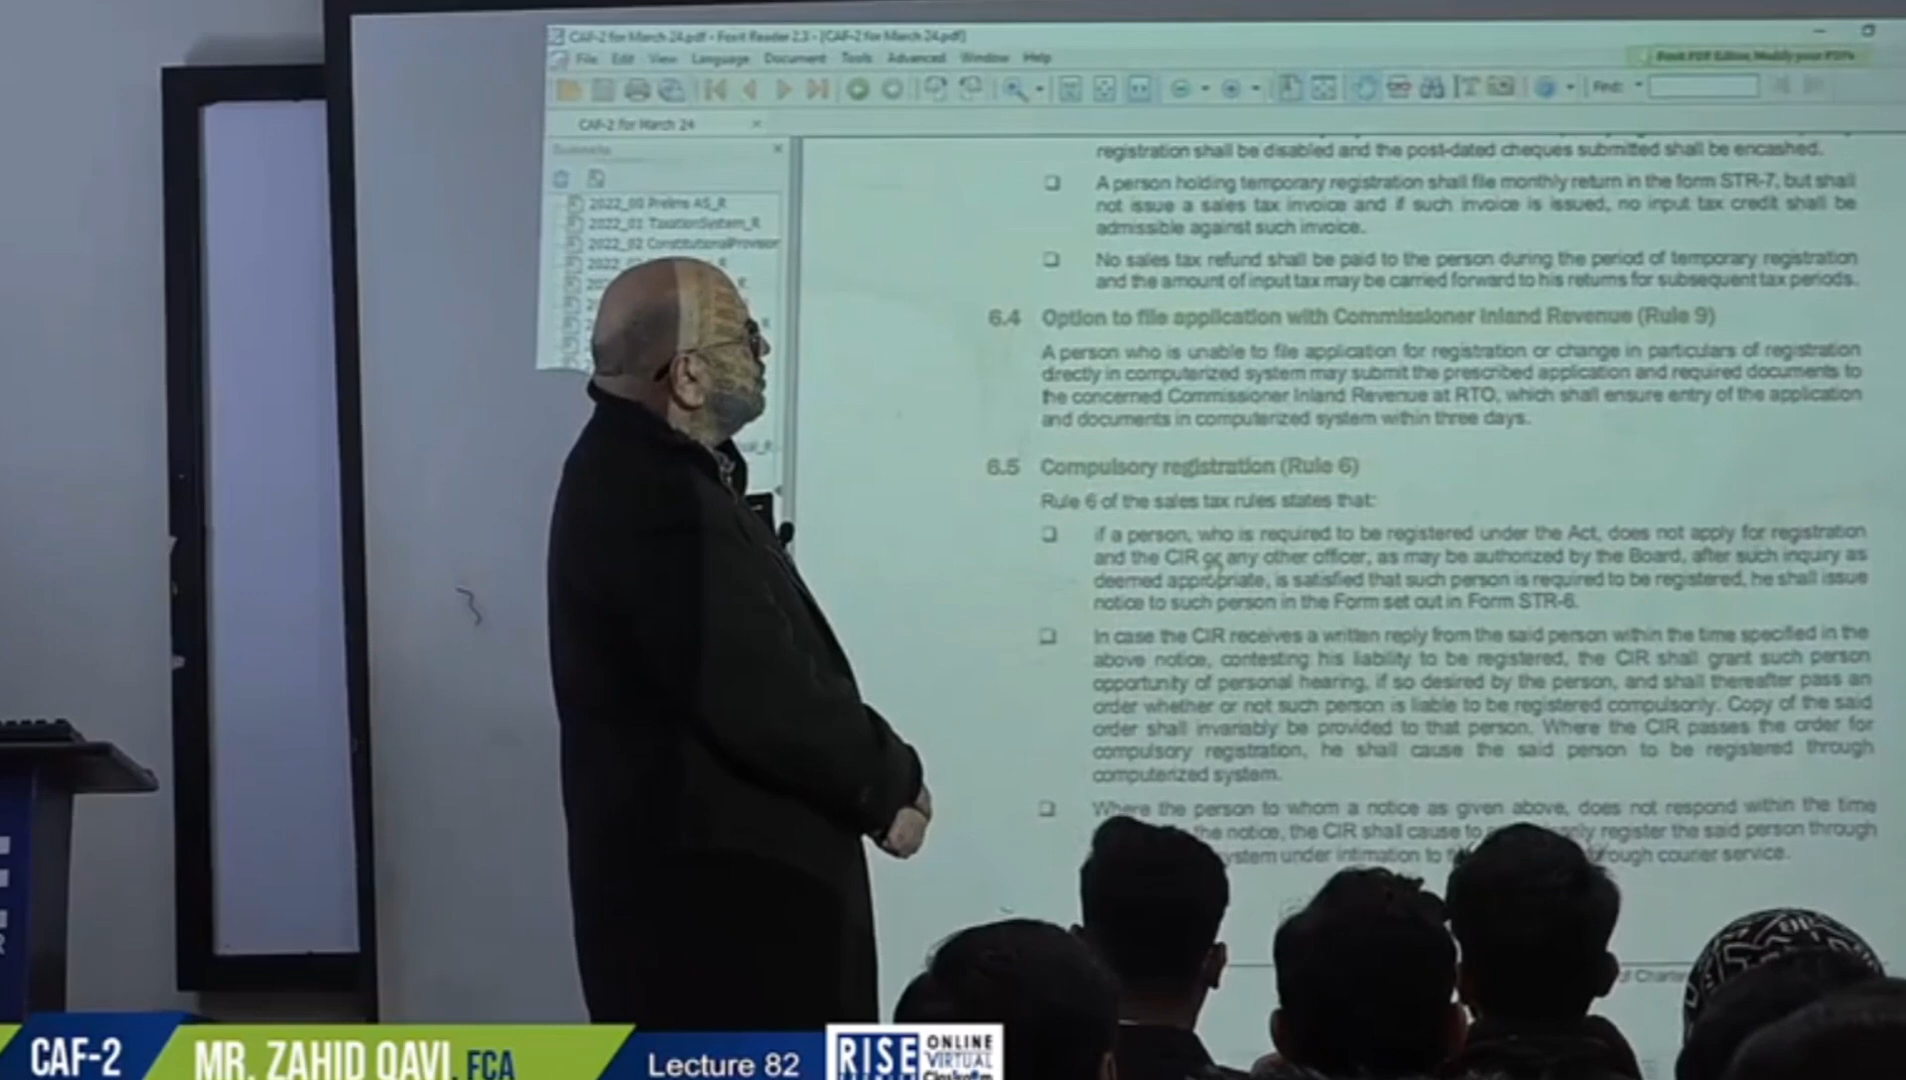 CAF-2 for March 24.pdf - Foxit Reader 2.3 - [CAF-2 for March 24.pdf]
File Edit View Language Document Tools Advanced Window Help
Foxit PDF Editor, Modify your PDFs
Find:
CAF-2 for March 24
Bookmarks
2022_00 Prelims AS_R
2022_01 TaxationSystem_R
2022_02 ConstitutionalProvision
registration shall be disabled and the post-dated cheques submitted shall be encashed.
❑ A person holding temporary registration shall file monthly return in the form STR-7, but shall
not issue a sales tax invoice and if such invoice is issued, no input tax credit shall be
admissible against such invoice.
❑ No sales tax refund shall be paid to the person during the period of temporary registration
and the amount of input tax may be carried forward to his returns for subsequent tax periods.
6.4 Option to file application with Commissioner Inland Revenue (Rule 9)
A person who is unable to file application for registration or change in particulars of registration
directly in computerized system may submit the prescribed application and required documents to
the concerned Commissioner Inland Revenue at RTO, which shall ensure entry of the application
and documents in computerized system within three days.
6.5 Compulsory registration (Rule 6)
Rule 6 of the sales tax rules states that:
❑ if a person, who is required to be registered under the Act, does not apply for registration
and the CIR or any other officer, as may be authorized by the Board, after such inquiry as
deemed appropriate, is satisfied that such person is required to be registered, he shall issue
notice to such person in the Form set out in Form STR-6.
❑ In case the CIR receives a written reply from the said person within the time specified in the
above notice, contesting his liability to be registered, the CIR shall grant such person
opportunity of personal hearing, if so desired by the person, and shall thereafter pass an
order whether or not such person is liable to be registered compulsorily. Copy of the said
order shall invariably be provided to that person. Where the CIR passes the order for
compulsory registration, he shall cause the said person to be registered through
computerized system.
❑ Where the person to whom a notice as given above, does not respond within the time
the notice, the CIR shall cause to register the said person through
system under intimation to through courier service.
CAF-2
MR. ZAHID QAVI, FCA
Lecture 82
RISE
ONLINE
VIRTUAL